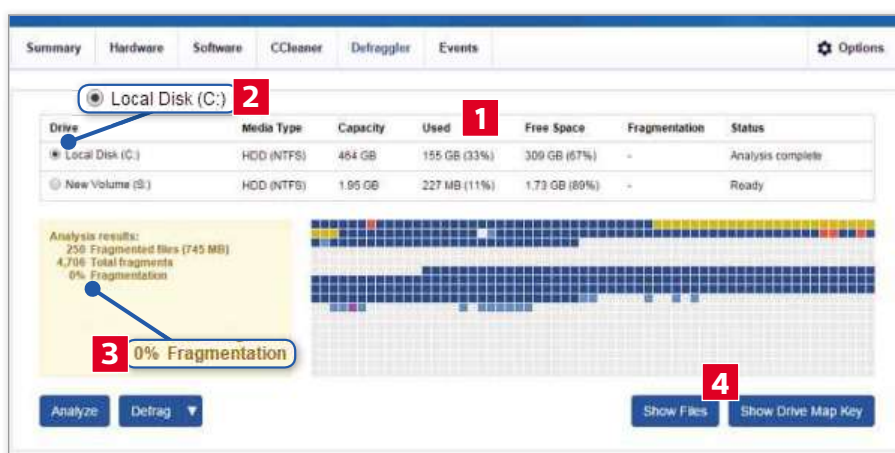 Summary Hardware Software CCleaner Defraggler Events Options
Local Disk (C:) 2
1
Drive Media Type Capacity Used Free Space Fragmentation Status
Local Disk (C:) HDD (NTFS) 464 GB 155 GB (33%) 309 GB (67%) - Analysis complete
New Volume (S:) HDD (NTFS) 1.95 GB 227 MB (11%) 1.73 GB (89%) - Ready
Analysis results:
258 Fragmented files (745 MB)
4,706 Total fragments
0% Fragmentation
3 0% Fragmentation
4
Analyze Defrag Show Files Show Drive Map Key